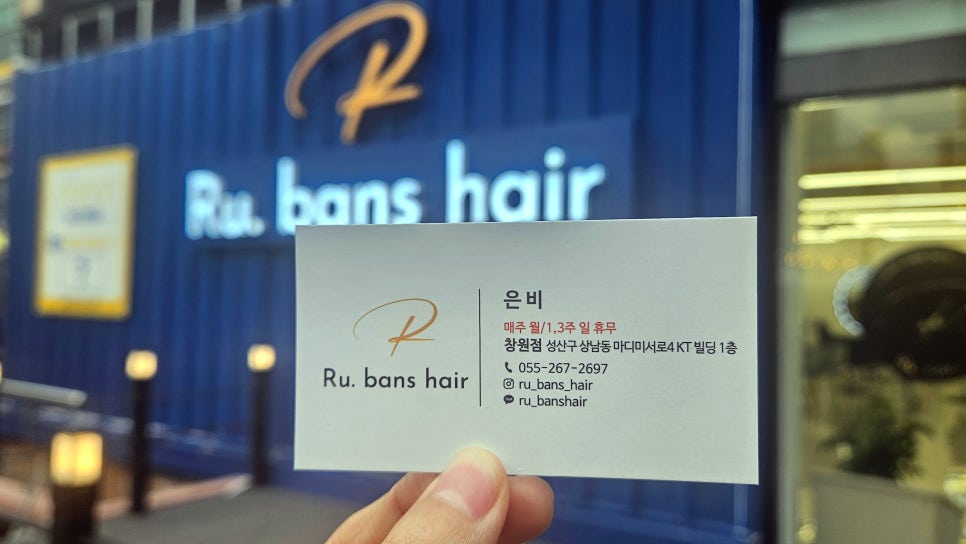 R
Ru. bans hair
R
Ru. bans hair
은비
매주 월/1,3주 일 휴무
창원점 성산구 상남동 마디미서로4 KT 빌딩 1층
055-267-2697
ru_bans_hair
ru_banshair